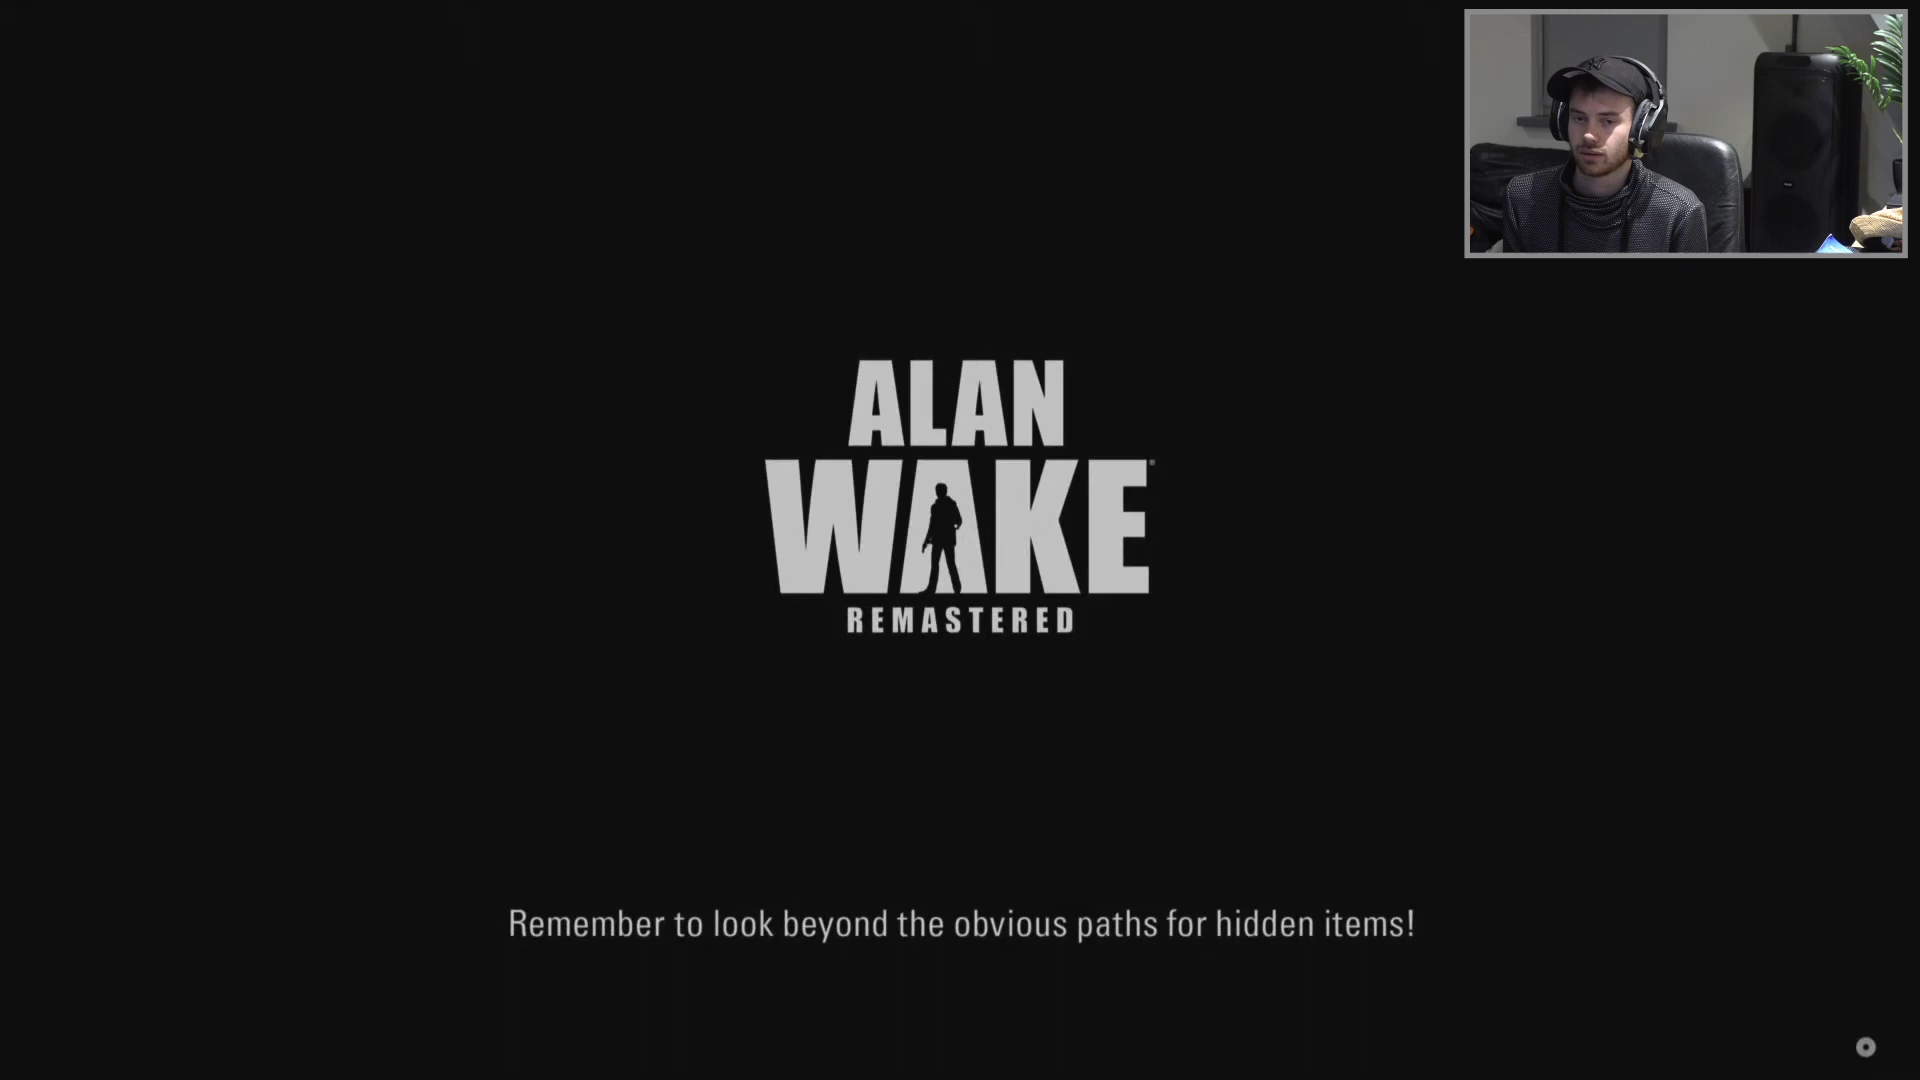 ALAN
WAKE®
REMASTERED
Remember to look beyond the obvious paths for hidden items!